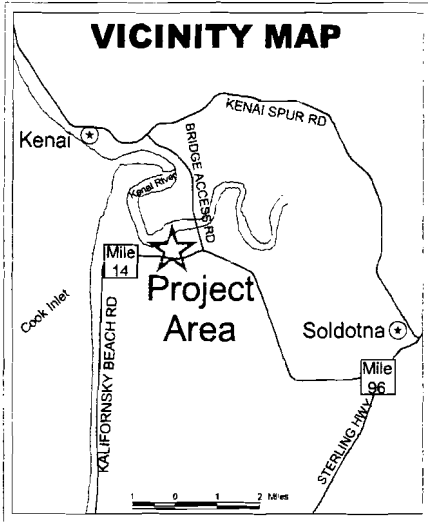 VICINITY MAP
KENAI SPUR RD
Kenai
BRIDGE ACCESS RD
Kenai River
Mile
14
Project
Area
Cook Inlet
KALIFORNSKY BEACH RD
Soldotna
Mile
96
STERLING HWY
1 0 1 2 Miles